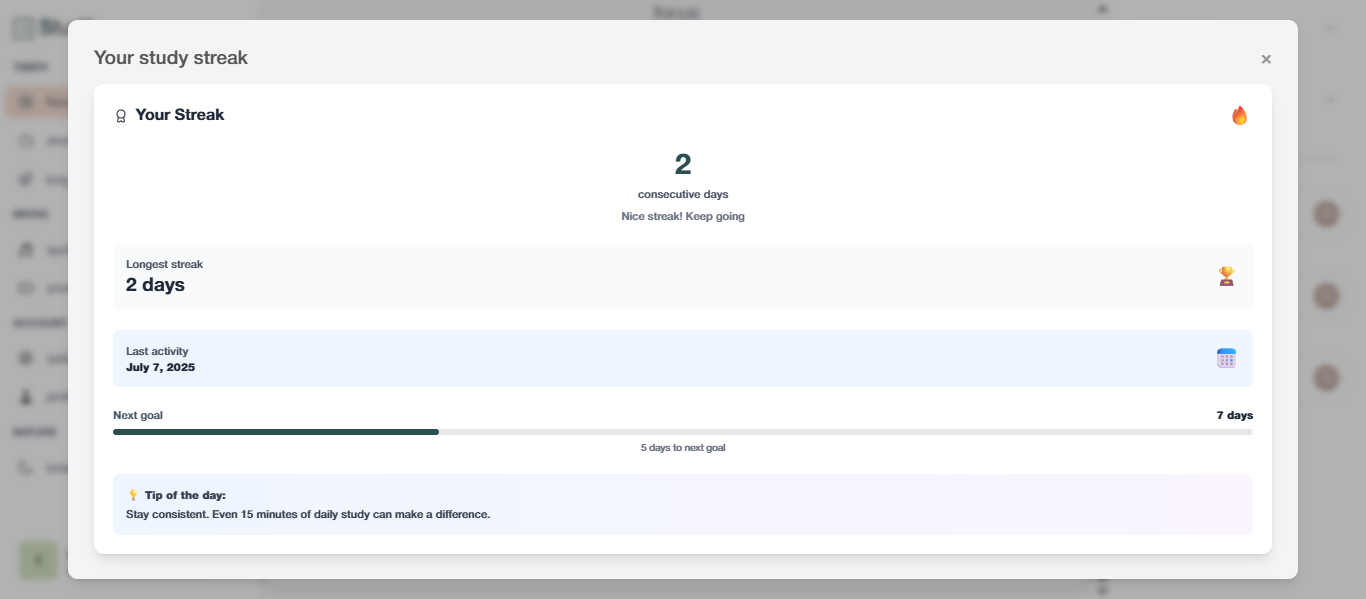 focus
Your study streak
×
Your Streak
2
consecutive days
Nice streak! Keep going
Longest streak
2 days
Last activity
July 7, 2025
Next goal
7 days
5 days to next goal
Tip of the day:
Stay consistent. Even 15 minutes of daily study can make a difference.